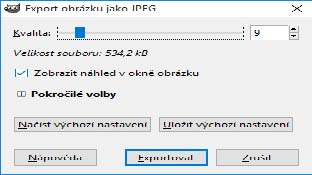 Export obrázku jako JPEG
Kvalita: 9
Velikost souboru: 534,2 kB
Zobrazit náhled v okně obrázku
Pokročilé volby
Načíst výchozí nastavení Uložit výchozí nastavení
Nápověda Exportovat Zrušit